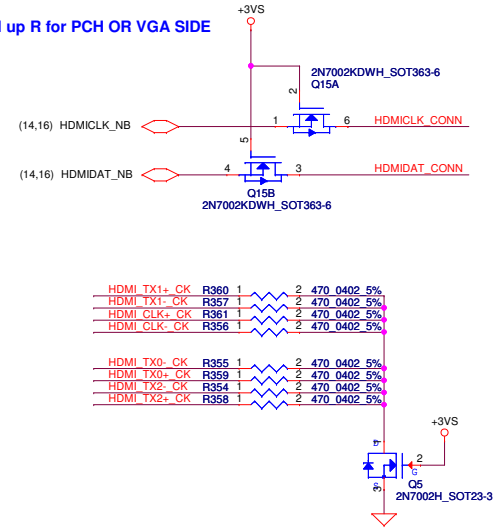 +3VS
l up R for PCH OR VGA SIDE
2N7002KDWH_SOT363-6
Q15A
2
(14,16) HDMICLK_NB
1
6
HDMICLK_CONN
5
(14,16) HDMIDAT_NB
4
3
HDMIDAT_CONN
Q15B
2N7002KDWH_SOT363-6
HDMI_TX1+_CK R360 1 2 470_0402_5%
HDMI_TX1-_CK R357 1 2 470_0402_5%
HDMI_CLK+_CK R361 1 2 470_0402_5%
HDMI_CLK-_CK R356 1 2 470_0402_5%
HDMI_TX0-_CK R355 1 2 470_0402_5%
HDMI_TX0+_CK R359 1 2 470_0402_5%
HDMI_TX2-_CK R354 1 2 470_0402_5%
HDMI_TX2+_CK R358 1 2 470_0402_5%
+3VS
D
1
2
G
S
3
Q5
2N7002H_SOT23-3